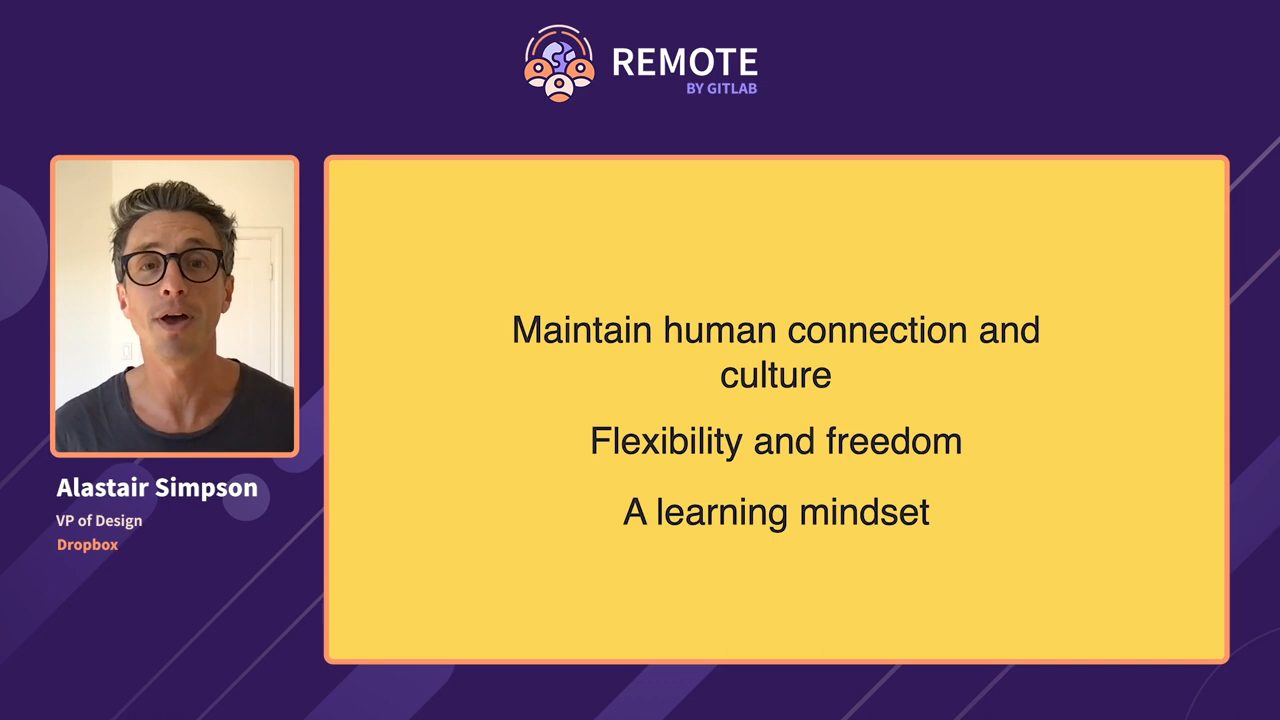 REMOTE
BY GITLAB
Alastair Simpson
VP of Design
Dropbox
Maintain human connection and
culture
Flexibility and freedom
A learning mindset